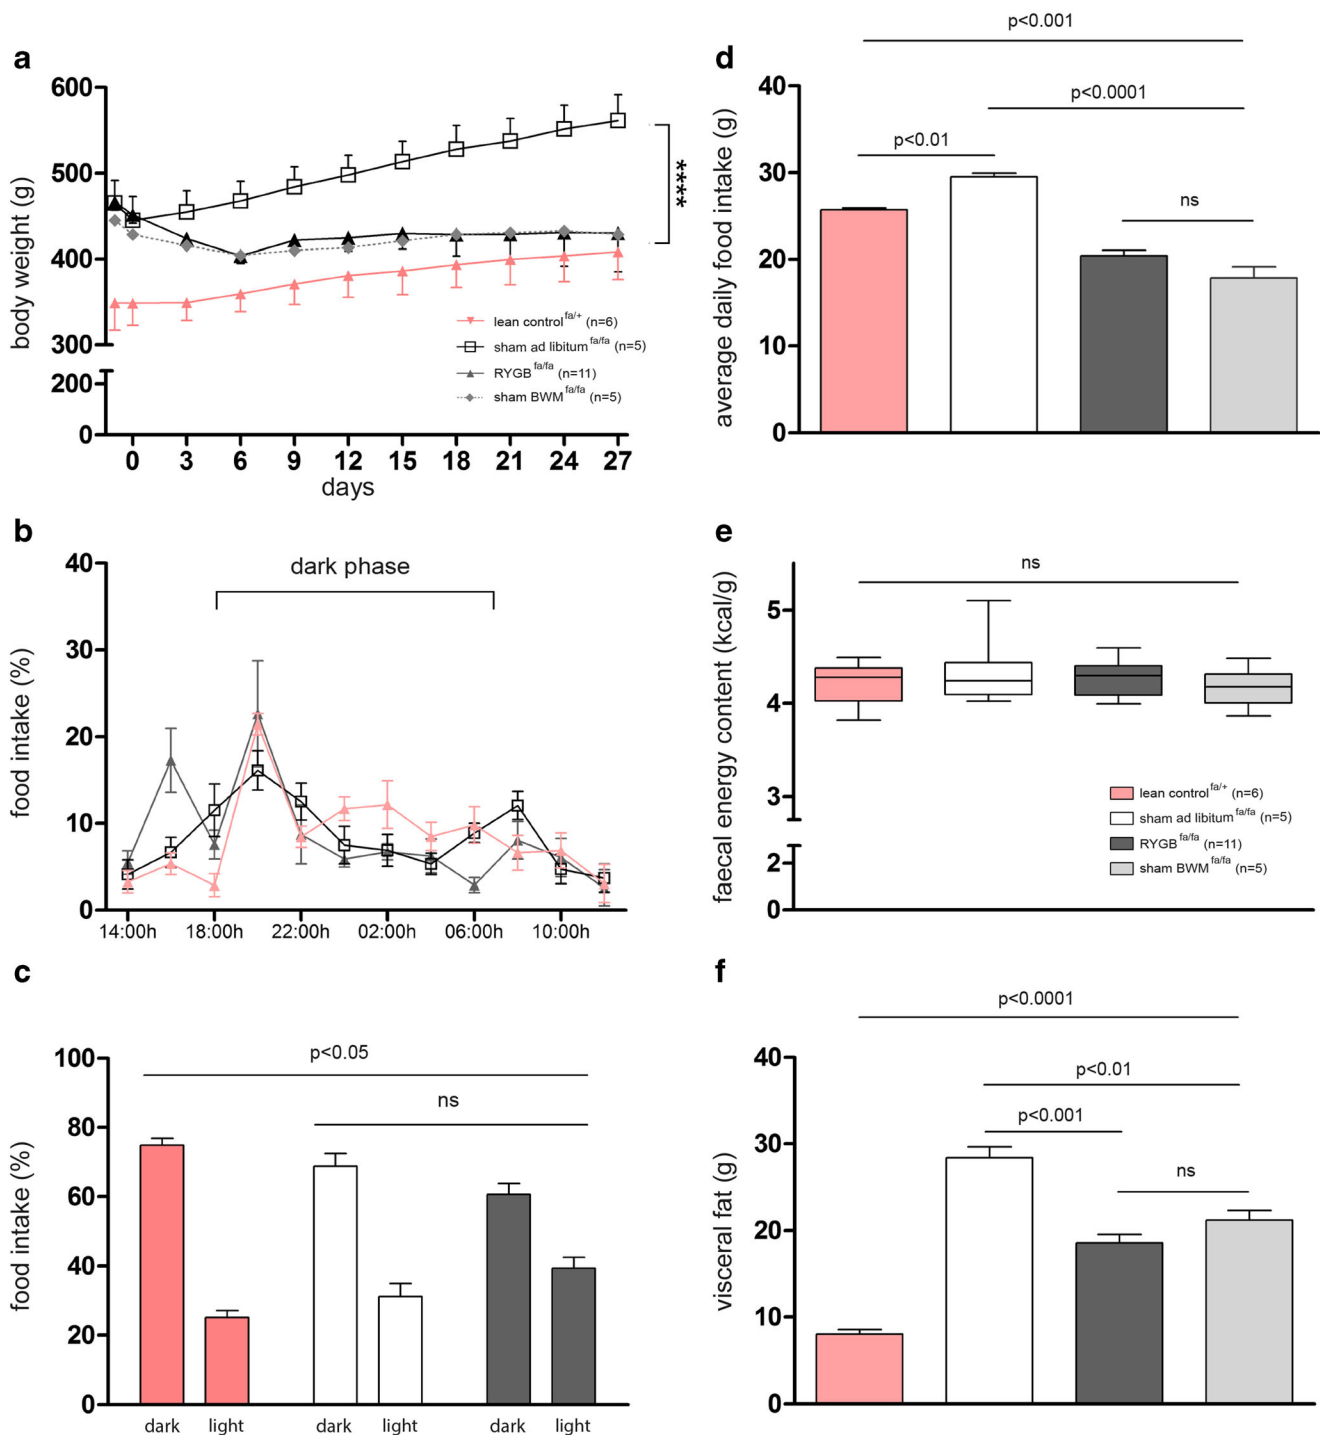 a
600
500
400
300
200
0
body weight (g)
****
lean control fa/+ (n=6)
sham ad libitum fa/fa (n=5)
RYGB fa/fa (n=11)
sham BWM fa/fa (n=5)
0 3 6 9 12 15 18 21 24 27
days
b
40
30
20
10
0
food intake (%)
dark phase
14:00h 18:00h 22:00h 02:00h 06:00h 10:00h
c
100
80
60
40
20
0
food intake (%)
p<0.05
ns
dark light dark light dark light
d
p<0.001
p<0.0001
p<0.01
ns
40
30
20
10
0
average daily food intake (g)
e
ns
5
4
3
2
0
faecal energy content (kcal/g)
lean control fa/+ (n=6)
sham ad libitum fa/fa (n=5)
RYGB fa/fa (n=11)
sham BWM fa/fa (n=5)
f
p<0.0001
p<0.01
p<0.001
ns
40
30
20
10
0
visceral fat (g)